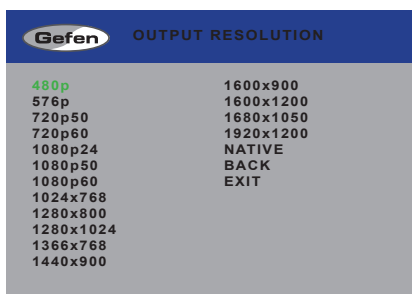 Gefen
OUTPUT RESOLUTION
480p
576p
720p50
720p60
1080p24
1080p50
1080p60
1024x768
1280x800
1280x1024
1366x768
1440x900
1600x900
1600x1200
1680x1050
1920x1200
NATIVE
BACK
EXIT